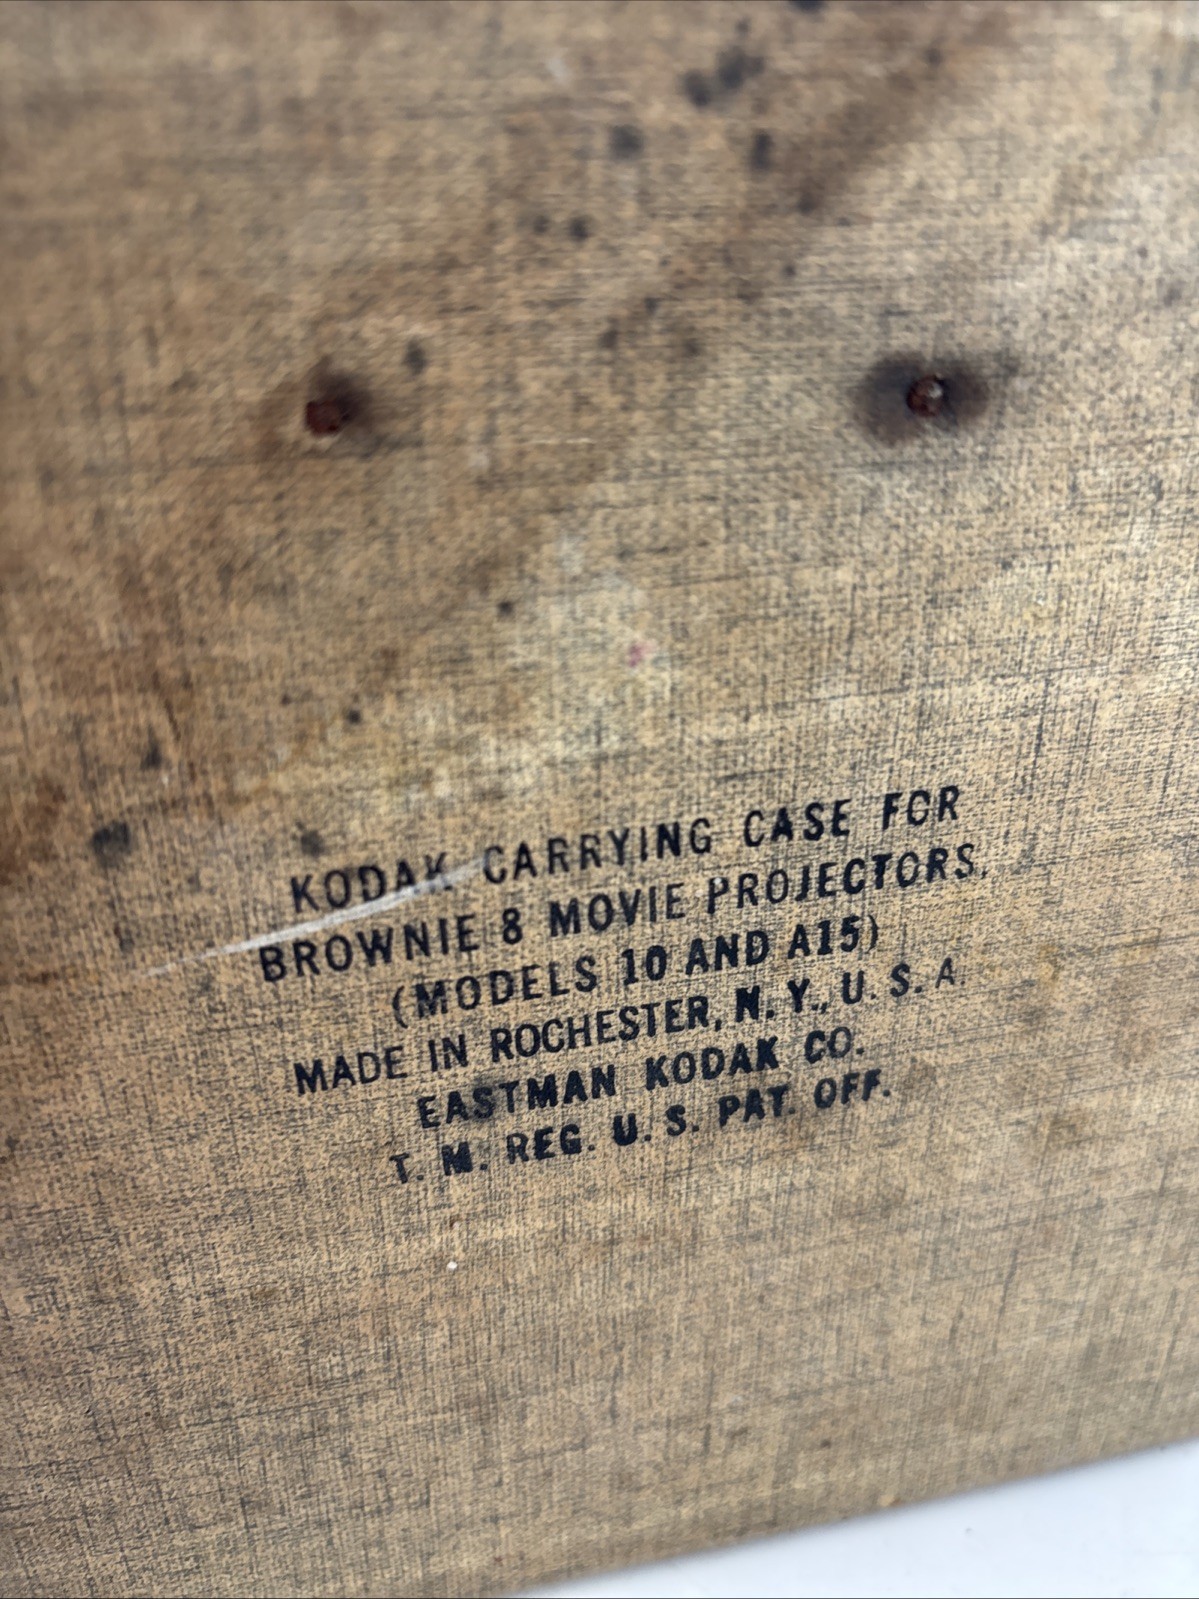 KODAK CARRYING CASE FOR
BROWNIE 8 MOVIE PROJECTORS,
(MODELS 10 AND A15)
MADE IN ROCHESTER, N. Y., U. S. A.
EASTMAN KODAK CO.
T. M. REG. U. S. PAT. OFF.